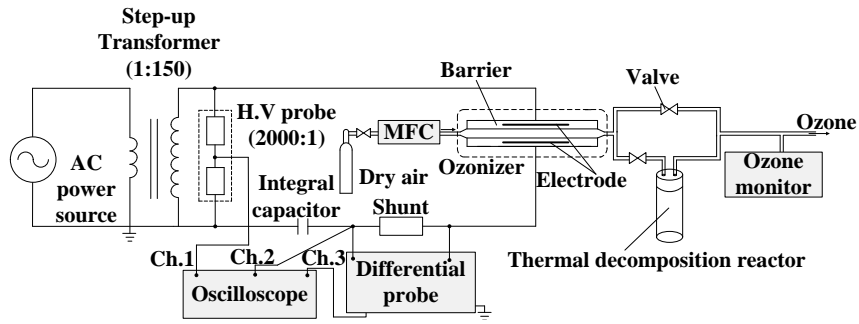 Step-up
Transformer
(1:150)
H.V probe
(2000:1)
AC
power
source
Integral
capacitor
Dry air
MFC
Barrier
Ozonizer
Electrode
Valve
Ozone
Ozone
monitor
Thermal decomposition reactor
Shunt
Ch.1
Ch.2
Ch.3
Oscilloscope
Differential
probe